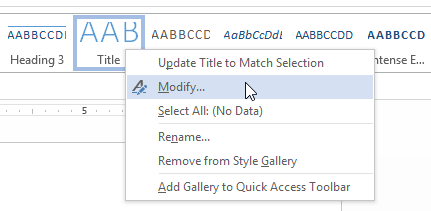 AABBCCDI AAB AABBCCD AaBbCcDdI AABBCCDD AABBCCDD
Heading 3 Title ntense E...
Update Title to Match Selection
Modify...
Select All: (No Data)
Rename...
Remove from Style Gallery
Add Gallery to Quick Access Toolbar
5